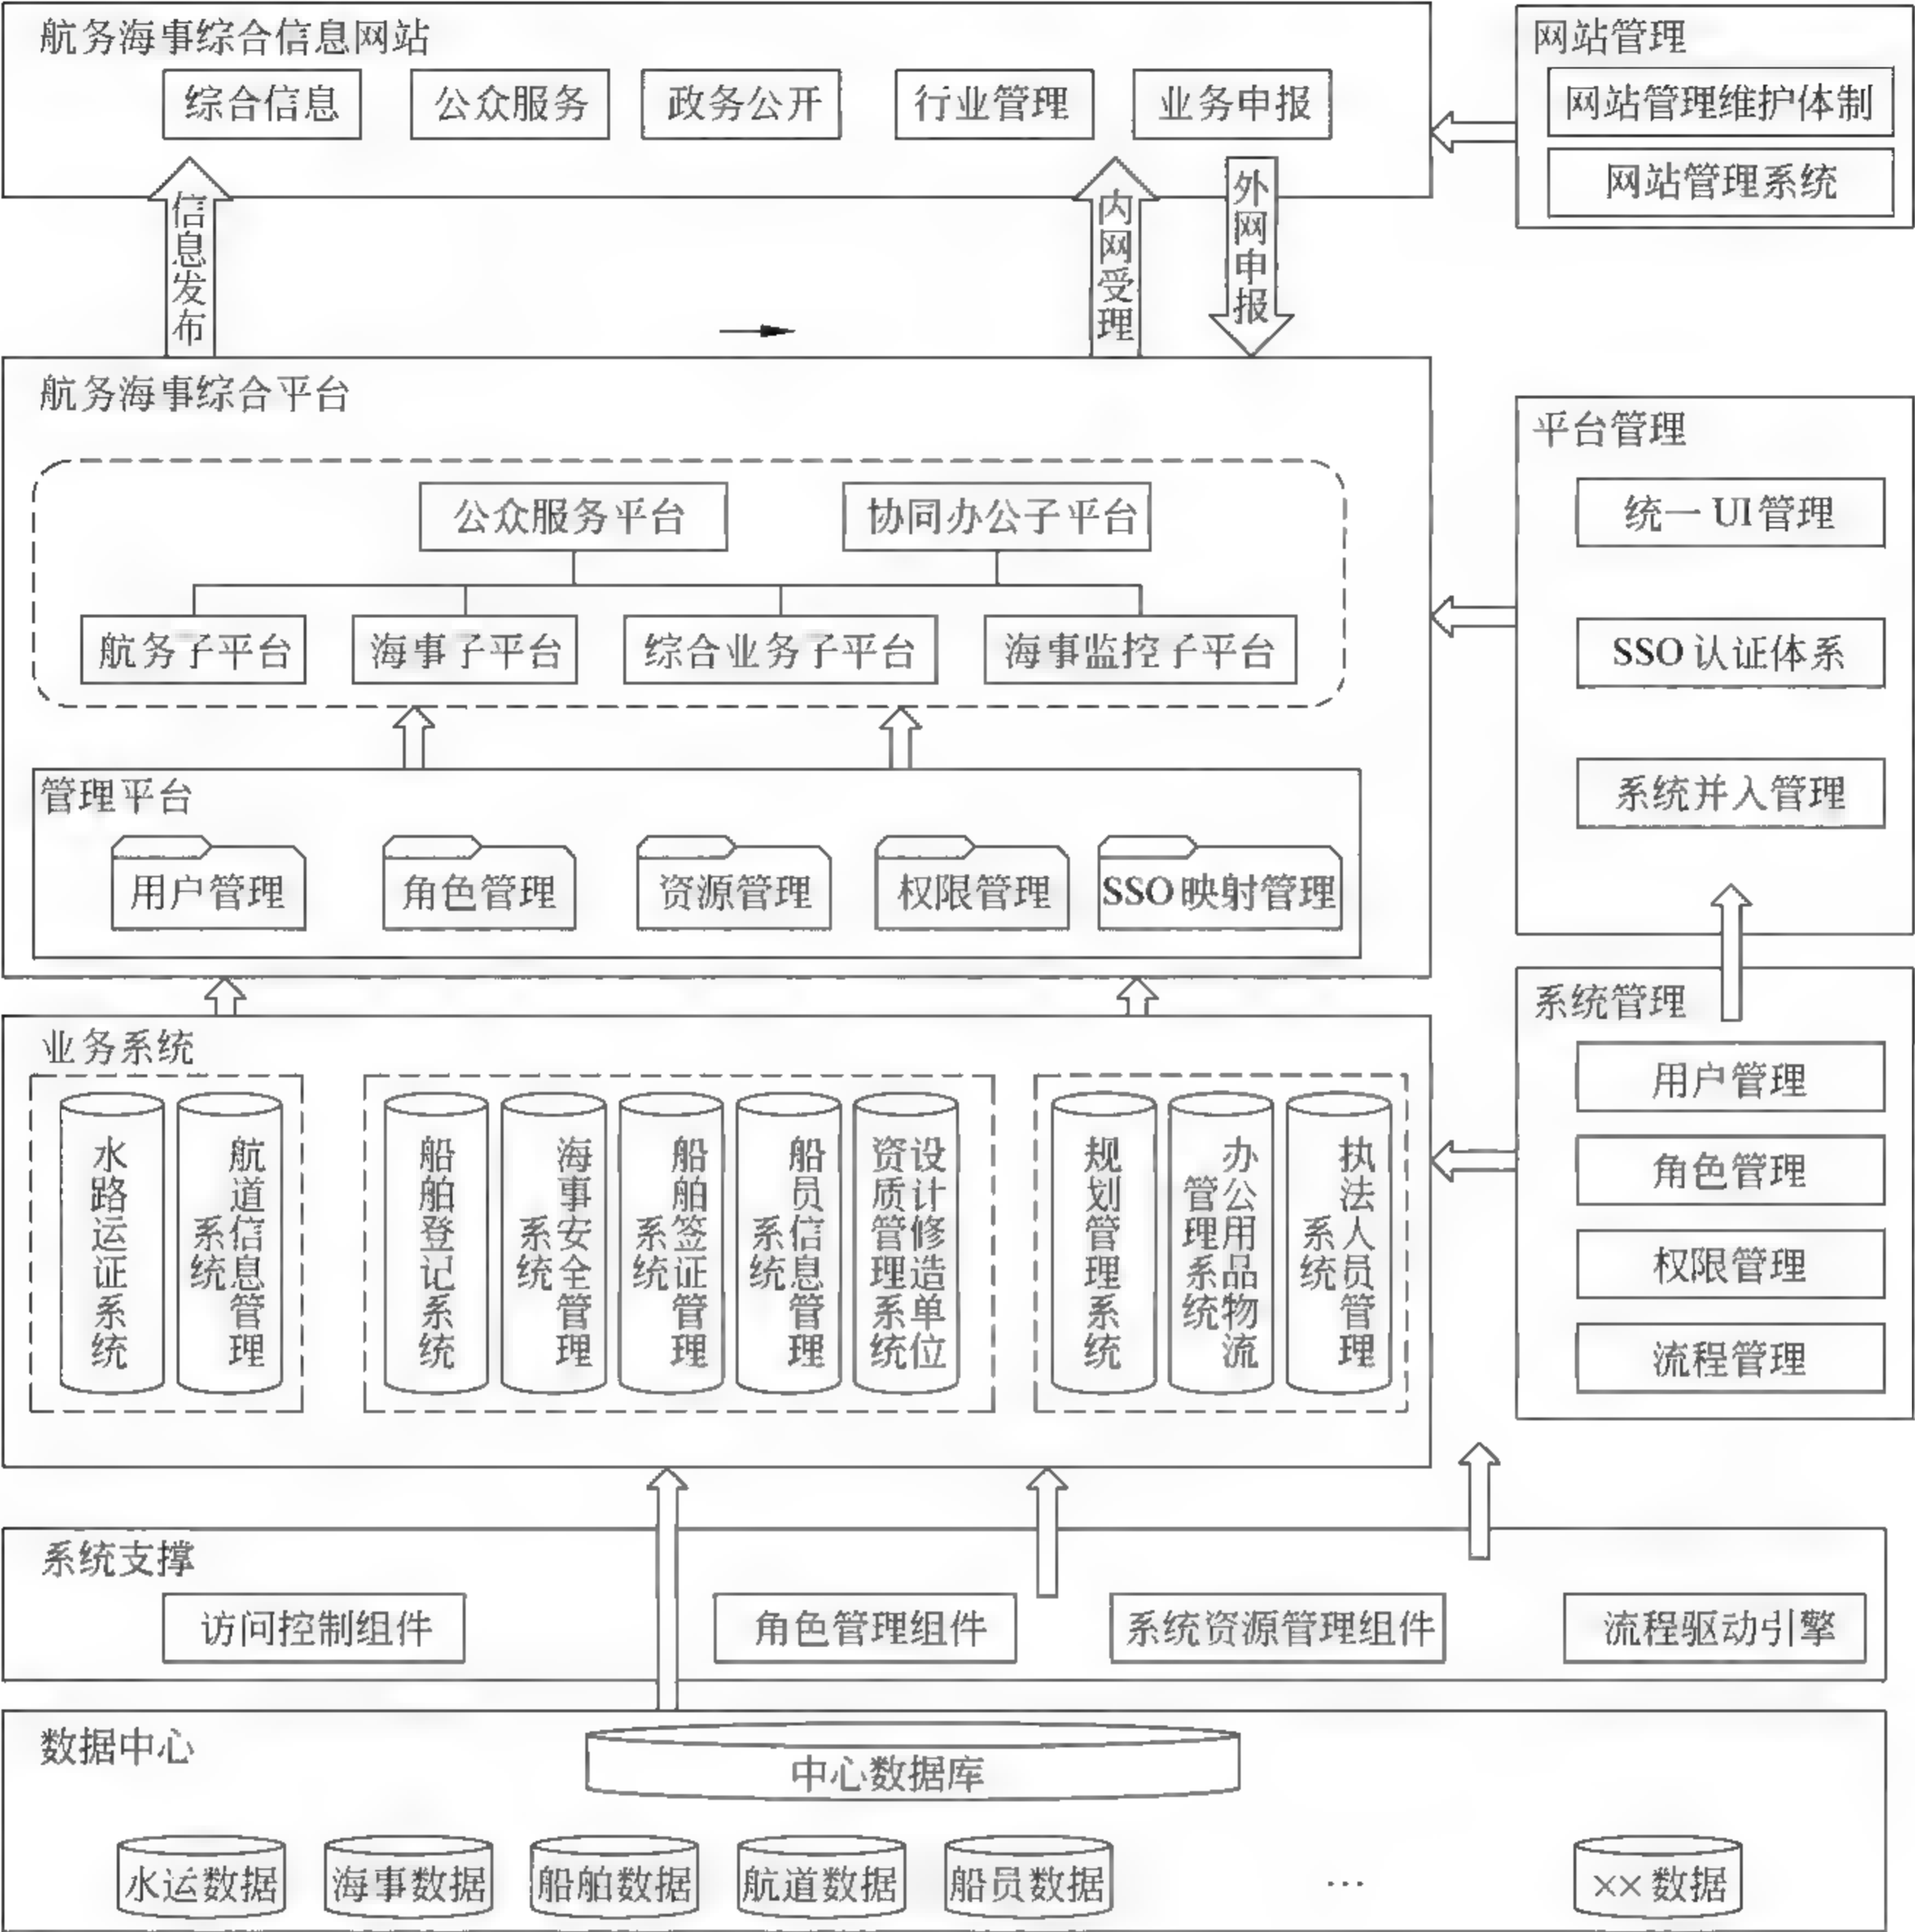 航务海事综合信息网站
综合信息
公众服务
政务公开
行业管理
业务申报
网站管理
网站管理维护体制
网站管理系统
信息发布
内网受理
外网申报
航务海事综合平台
公众服务平台
协同办公子平台
航务子平台
海事子平台
综合业务子平台
海事监控子平台
管理平台
用户管理
角色管理
资源管理
权限管理
SSO 映射管理
平台管理
统一 UI 管理
SSO 认证体系
系统并入管理
业务系统
水路运证系统
航道信息管理
系统
船舶登记系统
海事安全管理
系统
船舶签证管理
系统
船员信息管理
系统
设计修造单位
资质管理系统
规划管理系统
办公用品物流
管理系统
执法人员管理
系统
系统管理
用户管理
角色管理
权限管理
流程管理
系统支撑
访问控制组件
角色管理组件
系统资源管理组件
流程驱动引擎
数据中心
中心数据库
水运数据
海事数据
船舶数据
航道数据
船员数据
…
×× 数据